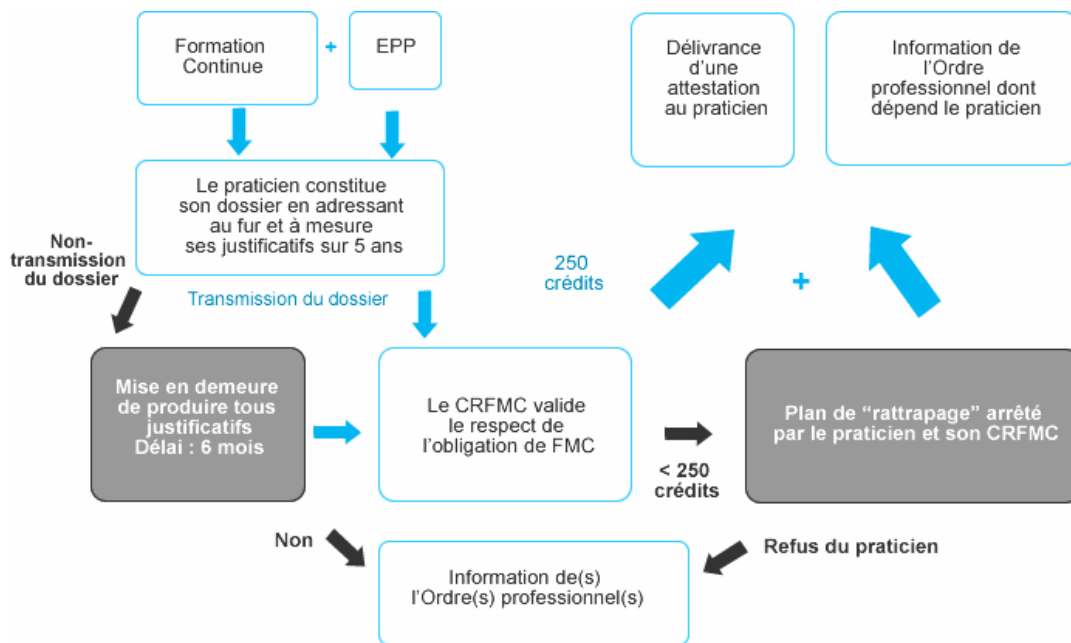 Formation
Continue
+
EPP
Délivrance
d’une
attestation
au praticien
Information de
l’Ordre
professionnel dont
dépend le praticien
Le praticien constitue
son dossier en adressant
au fur et à mesure
ses justificatifs sur 5 ans
Non-
transmission
du dossier
Transmission du dossier
250
crédits
+
Mise en demeure
de produire tous
justificatifs
Délai : 6 mois
Le CRFMC valide
le respect de
l’obligation de FMC
< 250
crédits
Plan de “rattrapage” arrêté
par le praticien et son CRFMC
Non
Refus du praticien
Information de(s)
l’Ordre(s) professionnel(s)